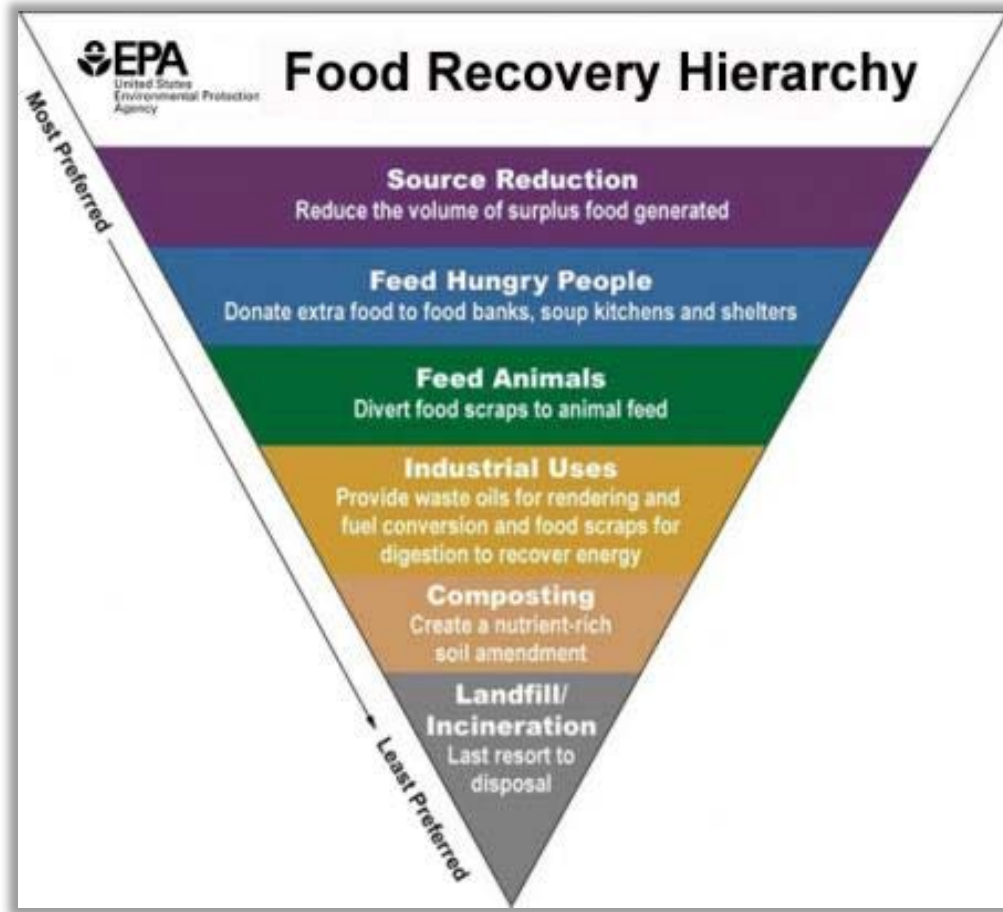 EPA
United States
Environmental Protection
Agency
Food Recovery Hierarchy
Most Preferred
Source Reduction
Reduce the volume of surplus food generated
Feed Hungry People
Donate extra food to food banks, soup kitchens and shelters
Feed Animals
Divert food scraps to animal feed
Industrial Uses
Provide waste oils for rendering and
fuel conversion and food scraps for
digestion to recover energy
Composting
Create a nutrient-rich
soil amendment
Landfill/
Incineration
Last resort to
disposal
Least Preferred